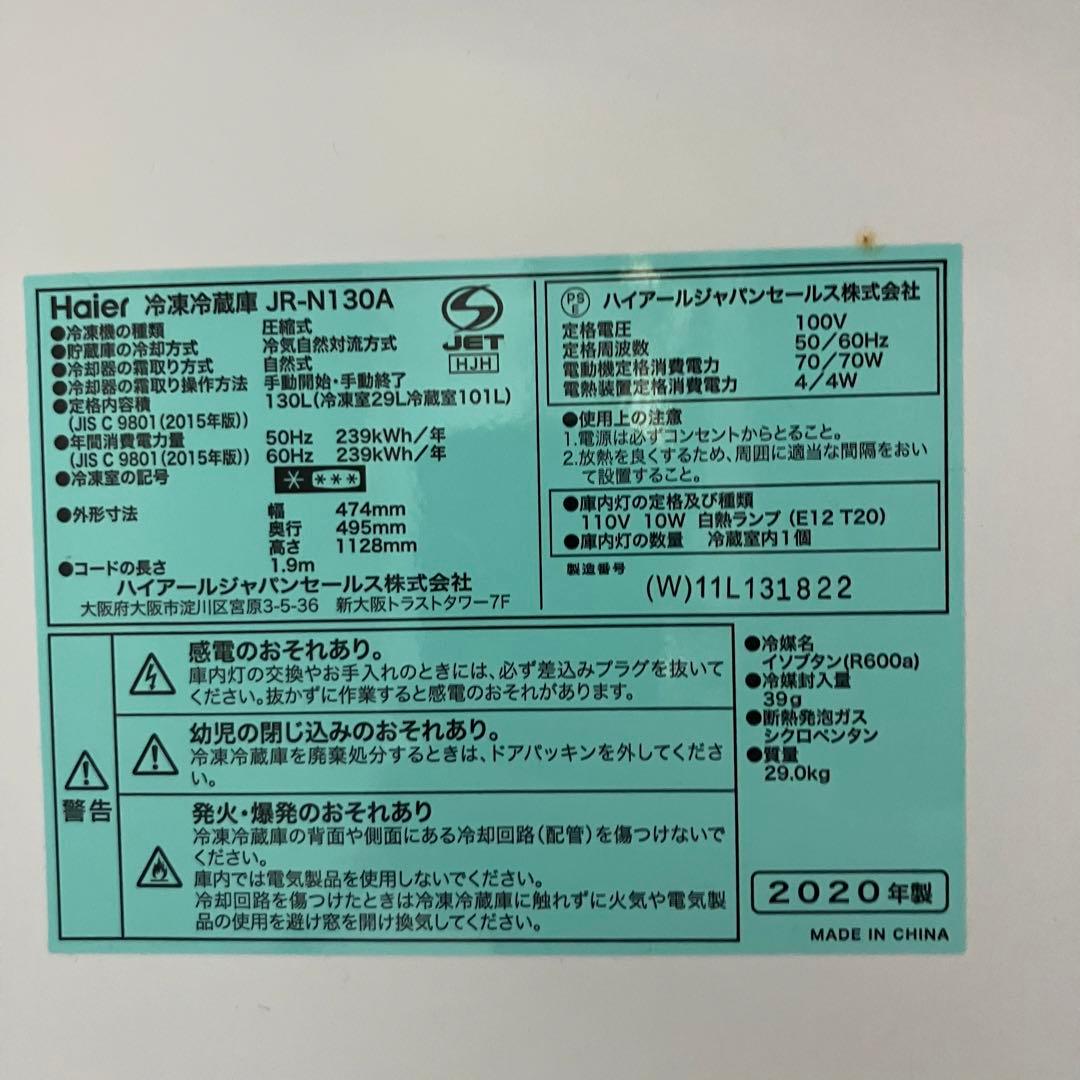 Haier 冷凍冷蔵庫 JR-N130A
●冷凍機の種類 圧縮式
●貯蔵庫の冷却方式 冷気自然対流方式
●冷却器の霜取り方式 自然式
●冷却器の霜取り操作方法 手動開始・手動終了
●定格内容積 130L(冷凍室29L冷蔵室101L)
(JIS C 9801(2015年版))
●年間消費電力量 50Hz 239kWh/年
(JIS C 9801(2015年版)) 60Hz 239kWh/年
●冷凍室の記号 * ***
●外形寸法 幅 474mm
奥行 495mm
高さ 1128mm
●コードの長さ 1.9m
ハイアールジャパンセールス株式会社
大阪府大阪市淀川区宮原3-5-36 新大阪トラストタワー7F
JET
HJH
PS E ハイアールジャパンセールス株式会社
定格電圧 100V
定格周波数 50/60Hz
電動機定格消費電力 70/70W
電熱装置定格消費電力 4/4W
●使用上の注意
1.電源は必ずコンセントからとること。
2.放熱を良くするため、周囲に適当な間隔をおい
て設置すること。
●庫内灯の定格及び種類
110V 10W 白熱ランプ (E12 T20)
●庫内灯の数量 冷蔵室内1個
製造番号
(W)11L131822
警告
感電のおそれあり。
庫内灯の交換やお手入れのときには、必ず差込みプラグを抜いて
ください。抜かずに作業すると感電のおそれがあります。
幼児の閉じ込みのおそれあり。
冷凍冷蔵庫を廃棄処分するときは、ドアパッキンを外してくださ
い。
発火・爆発のおそれあり
冷凍冷蔵庫の背面や側面にある冷却回路(配管)を傷つけないで
ください。
庫内では電気製品を使用しないでください。
冷却回路を傷つけたときは冷凍冷蔵庫に触れずに火気や電気製
品の使用を避け窓を開け換気してください。
●冷媒名
イソブタン(R600a)
●冷媒封入量
39g
●断熱発泡ガス
シクロペンタン
●質量
29.0kg
2020年製
MADE IN CHINA